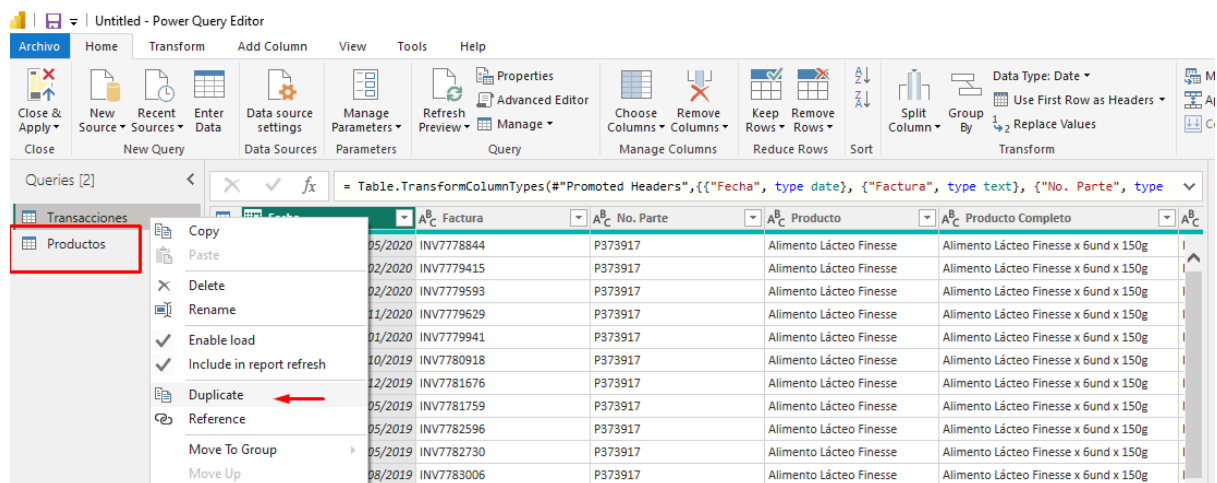 Untitled - Power Query Editor
Archivo Home Transform Add Column View Tools Help
Close & Apply
New Source
Recent Sources
Enter Data
Data source settings
Manage Parameters
Refresh Preview
Properties
Advanced Editor
Manage
Choose Columns
Remove Columns
Keep Rows
Remove Rows
Split Column
Group By
Data Type: Date
Use First Row as Headers
Replace Values
Close New Query Data Sources Parameters Query Manage Columns Reduce Rows Sort Transform
Queries [2]
fx = Table.TransformColumnTypes(#"Promoted Headers",{{"Fecha", type date}, {"Factura", type text}, {"No. Parte", type
Transacciones
Productos
Copy
Paste
Delete
Rename
Enable load
Include in report refresh
Duplicate
Reference
Move To Group
Move Up
Fecha ABC Factura ABC No. Parte ABC Producto ABC Producto Completo ABC
05/2020 INV7778844 P373917 Alimento Lácteo Finesse Alimento Lácteo Finesse x 6und x 150g
02/2020 INV7779415 P373917 Alimento Lácteo Finesse Alimento Lácteo Finesse x 6und x 150g
02/2020 INV7779593 P373917 Alimento Lácteo Finesse Alimento Lácteo Finesse x 6und x 150g
11/2020 INV7779629 P373917 Alimento Lácteo Finesse Alimento Lácteo Finesse x 6und x 150g
01/2020 INV7779941 P373917 Alimento Lácteo Finesse Alimento Lácteo Finesse x 6und x 150g
10/2019 INV7780918 P373917 Alimento Lácteo Finesse Alimento Lácteo Finesse x 6und x 150g
12/2019 INV7781676 P373917 Alimento Lácteo Finesse Alimento Lácteo Finesse x 6und x 150g
05/2019 INV7781759 P373917 Alimento Lácteo Finesse Alimento Lácteo Finesse x 6und x 150g
05/2019 INV7782596 P373917 Alimento Lácteo Finesse Alimento Lácteo Finesse x 6und x 150g
05/2019 INV7782730 P373917 Alimento Lácteo Finesse Alimento Lácteo Finesse x 6und x 150g
08/2019 INV7783006 P373917 Alimento Lácteo Finesse Alimento Lácteo Finesse x 6und x 150g